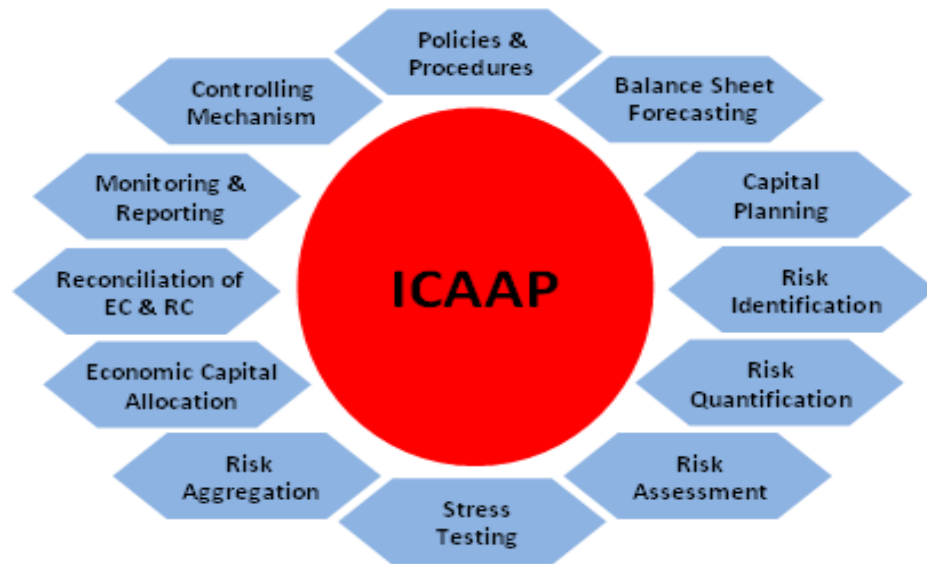 Policies &
Procedures
Controlling
Mechanism
Balance Sheet
Forecasting
Monitoring &
Reporting
Capital
Planning
ICAAP
Reconciliation of
EC & RC
Risk
Identification
Economic Capital
Allocation
Risk
Quantification
Risk
Aggregation
Risk
Assessment
Stress
Testing